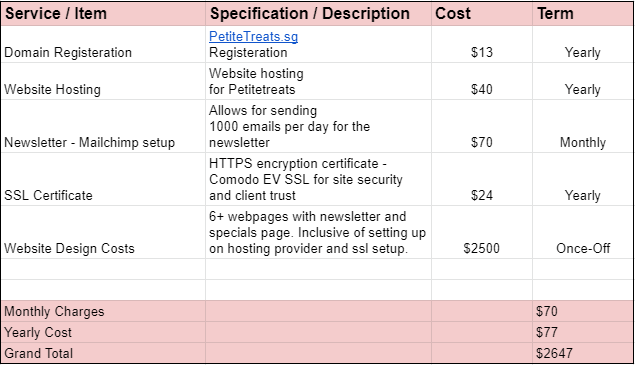 Service / Item Specification / Description Cost Term
PetiteTreats.sg
Domain Registeration Registeration $13 Yearly
Website hosting
Website Hosting for Petitetreats $40 Yearly
Allows for sending
1000 emails per day for the
Newsletter - Mailchimp setup newsletter $70 Monthly
HTTPS encryption certificate -
Comodo EV SSL for site security
SSL Certificate and client trust $24 Yearly
6+ webpages with newsletter and
specials page. Inclusive of setting up
Website Design Costs on hosting provider and ssl setup. $2500 Once-Off
Monthly Charges $70
Yearly Cost $77
Grand Total $2647